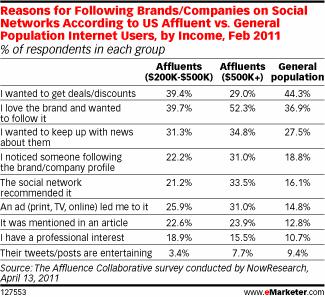 Reasons for Following Brands/Companies on Social
Networks According to US Affluent vs. General
Population Internet Users, by Income, Feb 2011
% of respondents in each group
Affluents ($200K-$500K) Affluents ($500K+) General population
I wanted to get deals/discounts 39.4% 29.0% 44.3%
I love the brand and wanted
to follow it 39.7% 52.3% 36.9%
I wanted to keep up with news
about them 31.3% 34.8% 27.5%
I noticed someone following
the brand/company profile 22.2% 31.0% 18.8%
The social network
recommended it 21.2% 33.5% 16.1%
An ad (print, TV, online) led me to it 25.9% 31.0% 14.8%
It was mentioned in an article 22.6% 23.9% 12.8%
I have a professional interest 18.9% 15.5% 10.7%
Their tweets/posts are entertaining 3.4% 7.7% 9.4%
Source: The Affluence Collaborative survey conducted by NowResearch,
April 13, 2011
127553 www.eMarketer.com